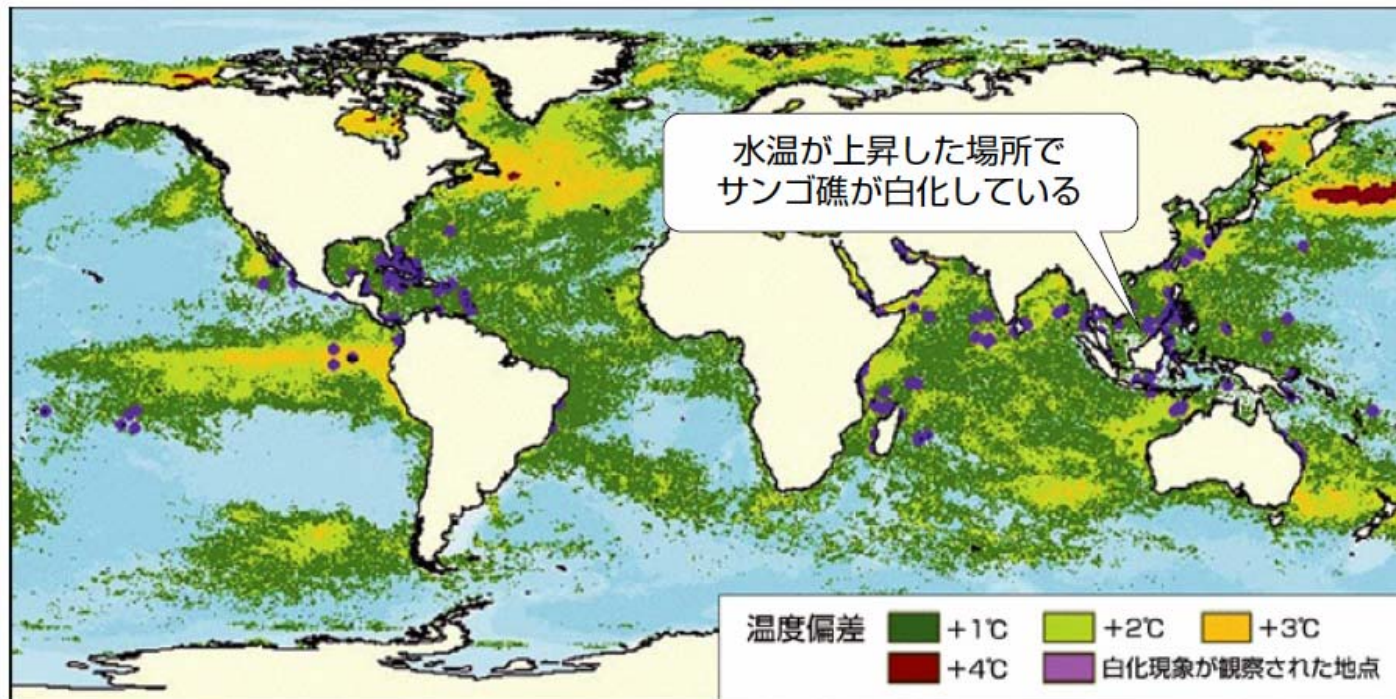 水温が上昇した場所で
サンゴ礁が白化している
温度偏差 +1℃ +2℃ +3℃
+4℃ 白化現象が観察された地点